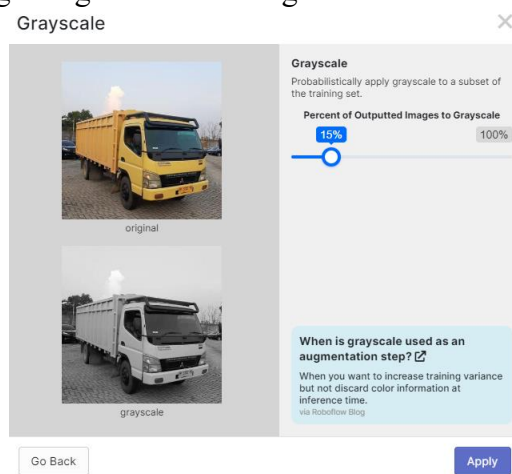 Grayscale
original
grayscale
Grayscale
Probabilistically apply grayscale to a subset of
the training set.
Percent of Outputted Images to Grayscale
15%
100%
When is grayscale used as an
augmentation step?
When you want to increase training variance
but not discard color information at
inference time.
via Roboflow Blog
Go Back
Apply